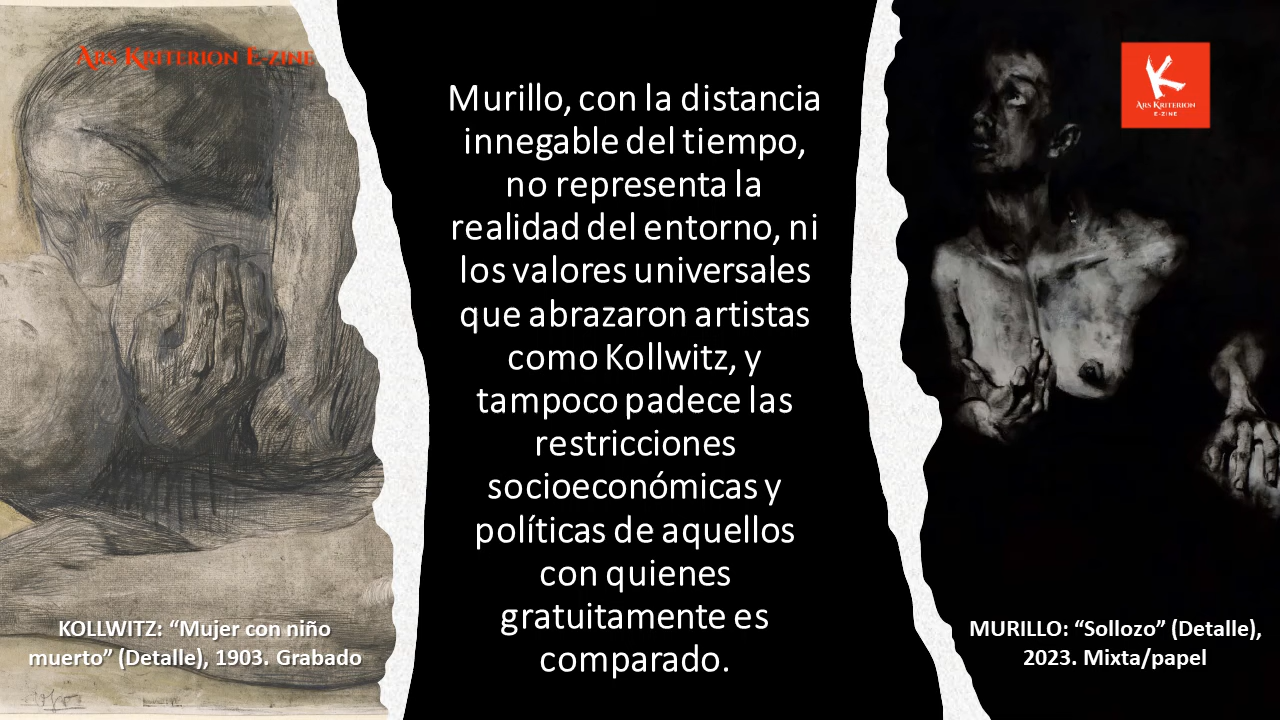 ARS KRITERION E-ZINE
Murillo, con la distancia
innegable del tiempo,
no representa la
realidad del entorno, ni
los valores universales
que abrazaron artistas
como Kollwitz, y
tampoco padece las
restricciones
socioeconómicas y
políticas de aquellos
con quienes
gratuitamente es
comparado.
K
ARS KRITERION
E-ZINE
KOLLWITZ: “Mujer con niño
muerto” (Detalle), 1903. Grabado
MURILLO: “Sollozo” (Detalle),
2023. Mixta/papel